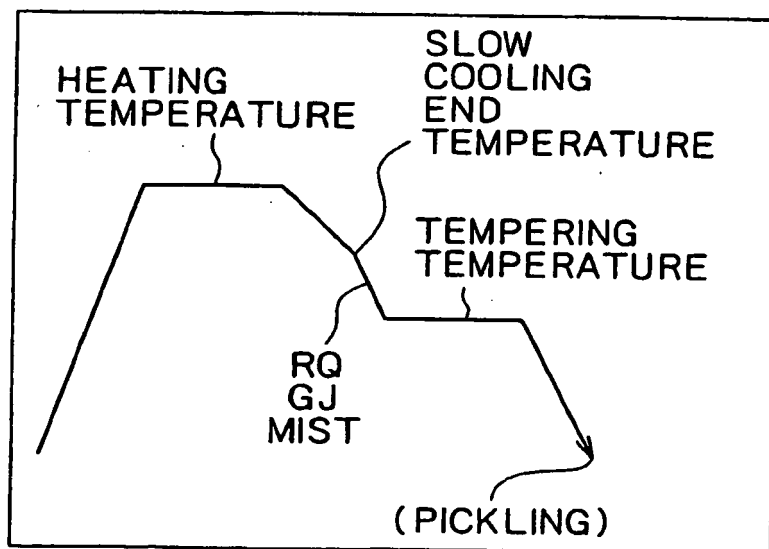 HEATING
TEMPERATURE
SLOW
COOLING
END
TEMPERATURE
TEMPERING
TEMPERATURE
RQ
GJ
MIST
(PICKLING)